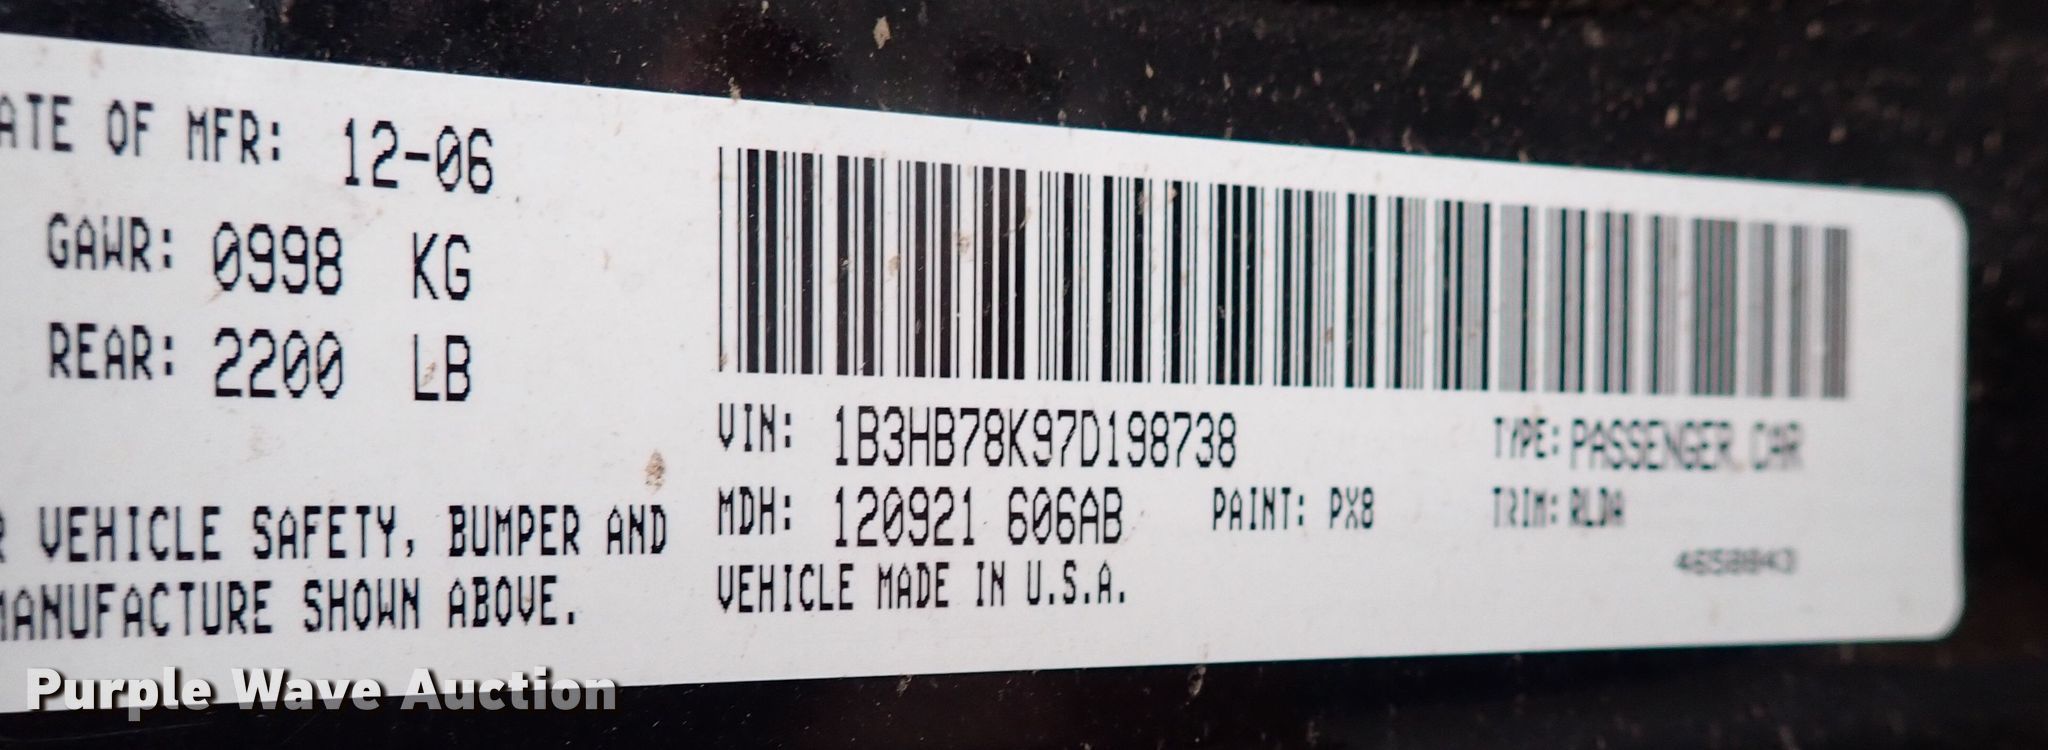 ATE OF MFR: 12-06
GAWR: 0998 KG
REAR: 2200 LB
R VEHICLE SAFETY, BUMPER AND
MANUFACTURE SHOWN ABOVE.
VIN: 1B3HB78K97D198738
TYPE: PASSENGER CAR
MDH: 120921 606AB PAINT: PX8
TRIM: RLDA
VEHICLE MADE IN U.S.A.
4658043
Purple Wave Auction